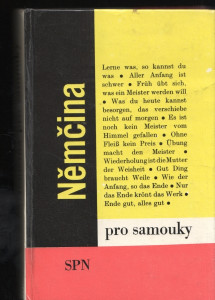 Němčina
Lerne was, so kannst du
was • Aller Anfang ist
schwer • Früh übt sich,
was ein Meister werden will
• Was du heute kannst
besorgen, das verschiebe
nicht auf morgen • Es ist
noch kein Meister vom
Himmel gefallen • Ohne
Fleiß kein Preis • Übung
macht den Meister •
Wiederholung ist die Mutter
der Weisheit • Gut Ding
braucht Weile • Wie der
Anfang, so das Ende • Nur
das Ende krönt das Werk •
Ende gut, alles gut •
pro samouky
SPN